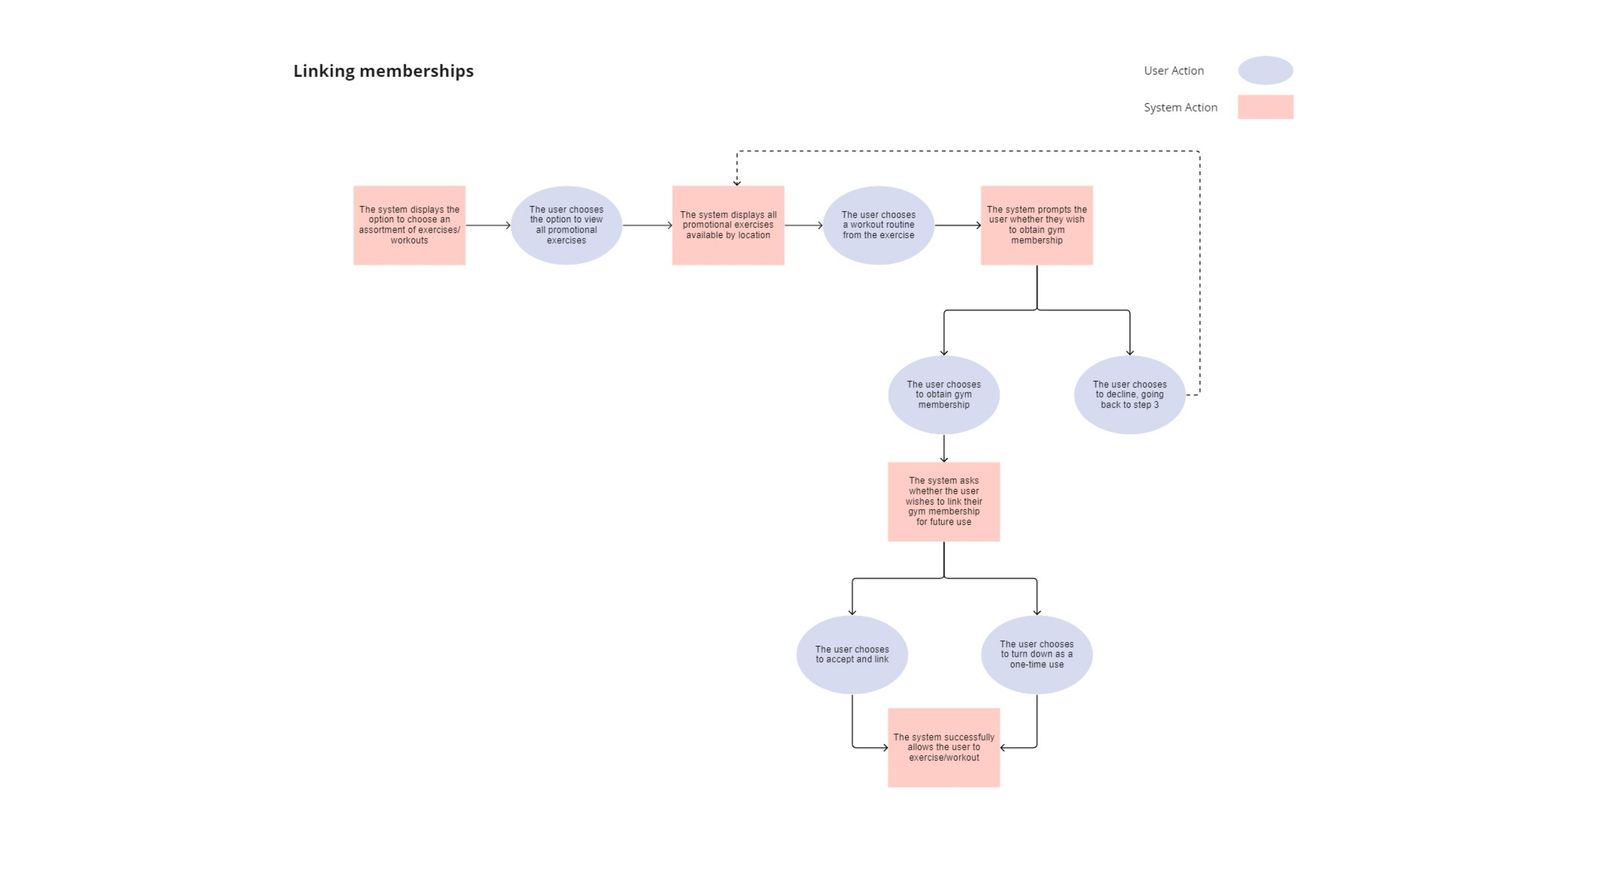 Linking memberships
User Action
System Action
The system displays the
option to choose an
assortment of exercises/
workouts
The user chooses
the option to view
all promotional
exercises
The system displays all
promotional exercises
available by location
The user chooses
a workout routine
from the exercise
The system prompts the
user whether they wish
to obtain gym
membership
The user chooses
to obtain gym
membership
The user chooses
to decline, going
back to step 3
The system asks
whether the user
wishes to link their
gym membership
for future use
The user chooses
to accept and link
The user chooses
to turn down as a
one-time use
The system successfully
allows the user to
exercise/workout